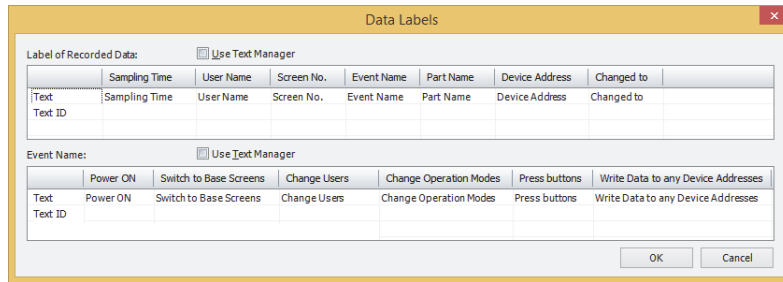 Data Labels
Label of Recorded Data: Use Text Manager
Sampling Time User Name Screen No. Event Name Part Name Device Address Changed to
Text Sampling Time User Name Screen No. Event Name Part Name Device Address Changed to
Text ID
Event Name: Use Text Manager
Power ON Switch to Base Screens Change Users Change Operation Modes Press buttons Write Data to any Device Addresses
Text Power ON Switch to Base Screens Change Users Change Operation Modes Press buttons Write Data to any Device Addresses
Text ID
OK Cancel